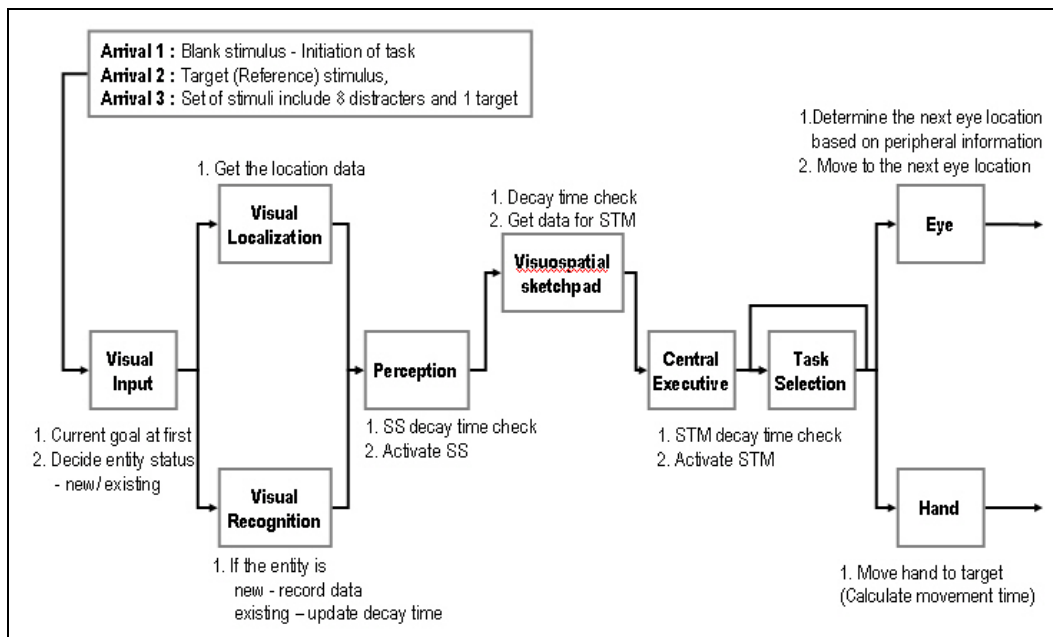 Arrival 1 : Blank stimulus - Initiation of task
Arrival 2 : Target (Reference) stimulus,
Arrival 3 : Set of stimuli include 8 distracters and 1 target
1. Get the location data
Visual
Localization
Visual
Input
1. Current goal at first
2. Decide entity status
- new/ existing
Visual
Recognition
1. If the entity is
new - record data
existing – update decay time
Perception
1. SS decay time check
2. Activate SS
1. Decay time check
2. Get data for STM
Visuospatial
sketchpad
Central
Executive
Task
Selection
1. STM decay time check
2. Activate STM
1.Determine the next eye location
based on peripheral information
2. Move to the next eye location
Eye
Hand
1. Move hand to target
(Calculate movement time)